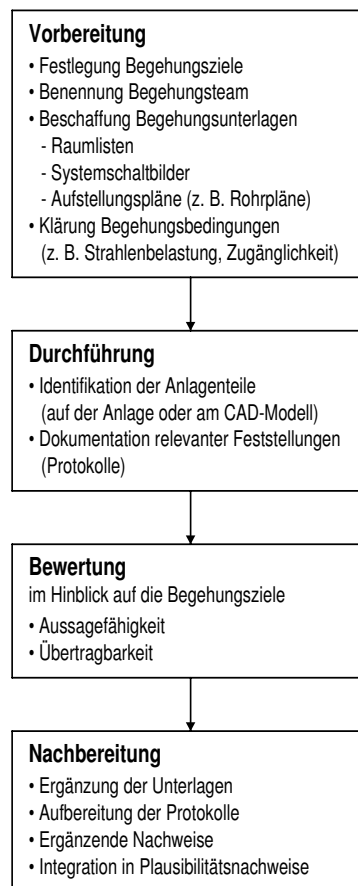 Vorbereitung
• Festlegung Begehungsziele
• Benennung Begehungsteam
• Beschaffung Begehungsunterlagen
- Raumlisten
- Systemschaltbilder
- Aufstellungspläne (z. B. Rohrpläne)
• Klärung Begehungsbedingungen
(z. B. Strahlenbelastung, Zugänglichkeit)
Durchführung
• Identifikation der Anlagenteile
(auf der Anlage oder am CAD-Modell)
• Dokumentation relevanter Feststellungen
(Protokolle)
Bewertung
im Hinblick auf die Begehungsziele
• Aussagefähigkeit
• Übertragbarkeit
Nachbereitung
• Ergänzung der Unterlagen
• Aufbereitung der Protokolle
• Ergänzende Nachweise
• Integration in Plausibilitätsnachweise